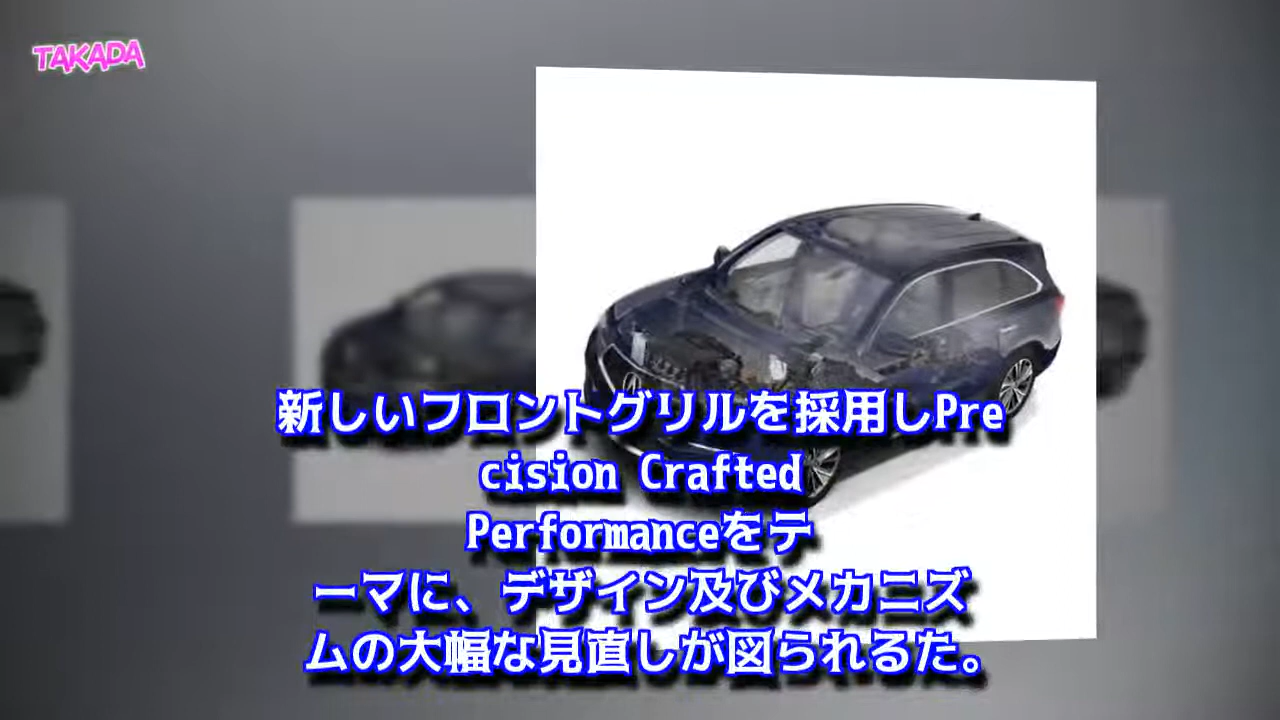 TAKADA
新しいフロントグリルを採用しPre
cision Crafted
Performanceをテ
ーマに、デザイン及びメカニズ
ムの大幅な見直しが図られるた。